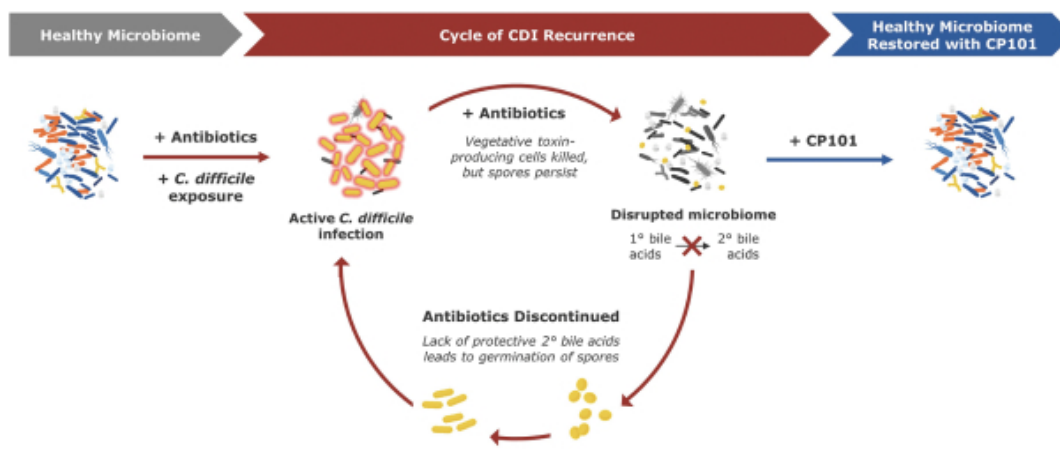 Healthy Microbiome
Cycle of CDI Recurrence
Healthy Microbiome
Restored with CP101
+ Antibiotics
+ C. difficile
exposure
Active C. difficile
infection
+ Antibiotics
Vegetative toxin-
producing cells killed,
but spores persist
Disrupted microbiome
1° bile
acids
2° bile
acids
+ CP101
Antibiotics Discontinued
Lack of protective 2° bile acids
leads to germination of spores